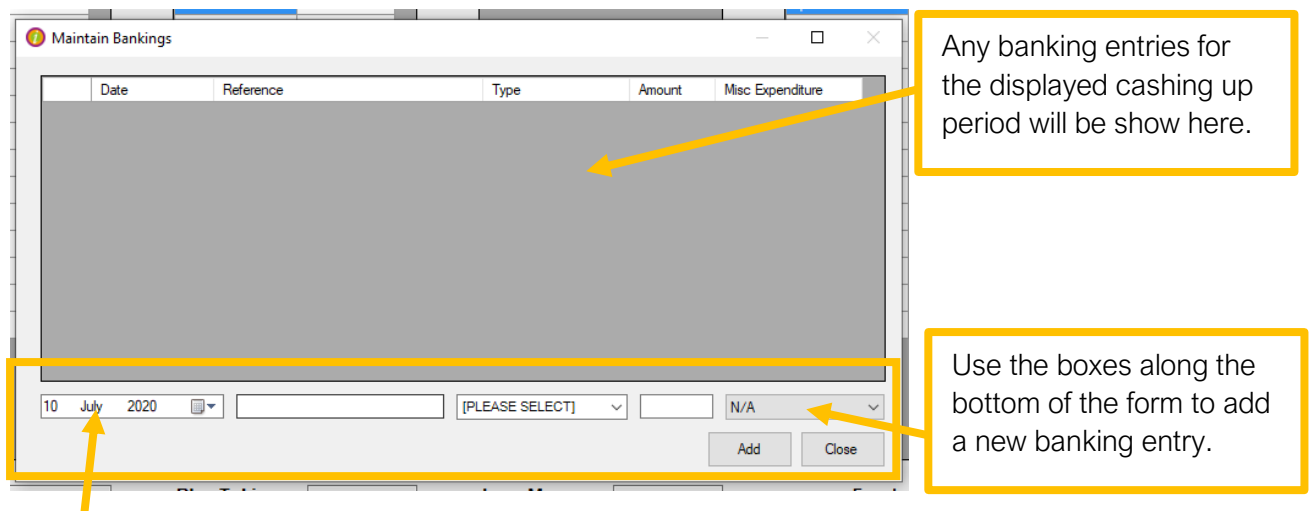 Maintain Bankings
Date Reference Type Amount Misc Expenditure
Any banking entries for
the displayed cashing up
period will be show here.
10 July 2020 [PLEASE SELECT] N/A
Add Close
Use the boxes along the
bottom of the form to add
a new banking entry.